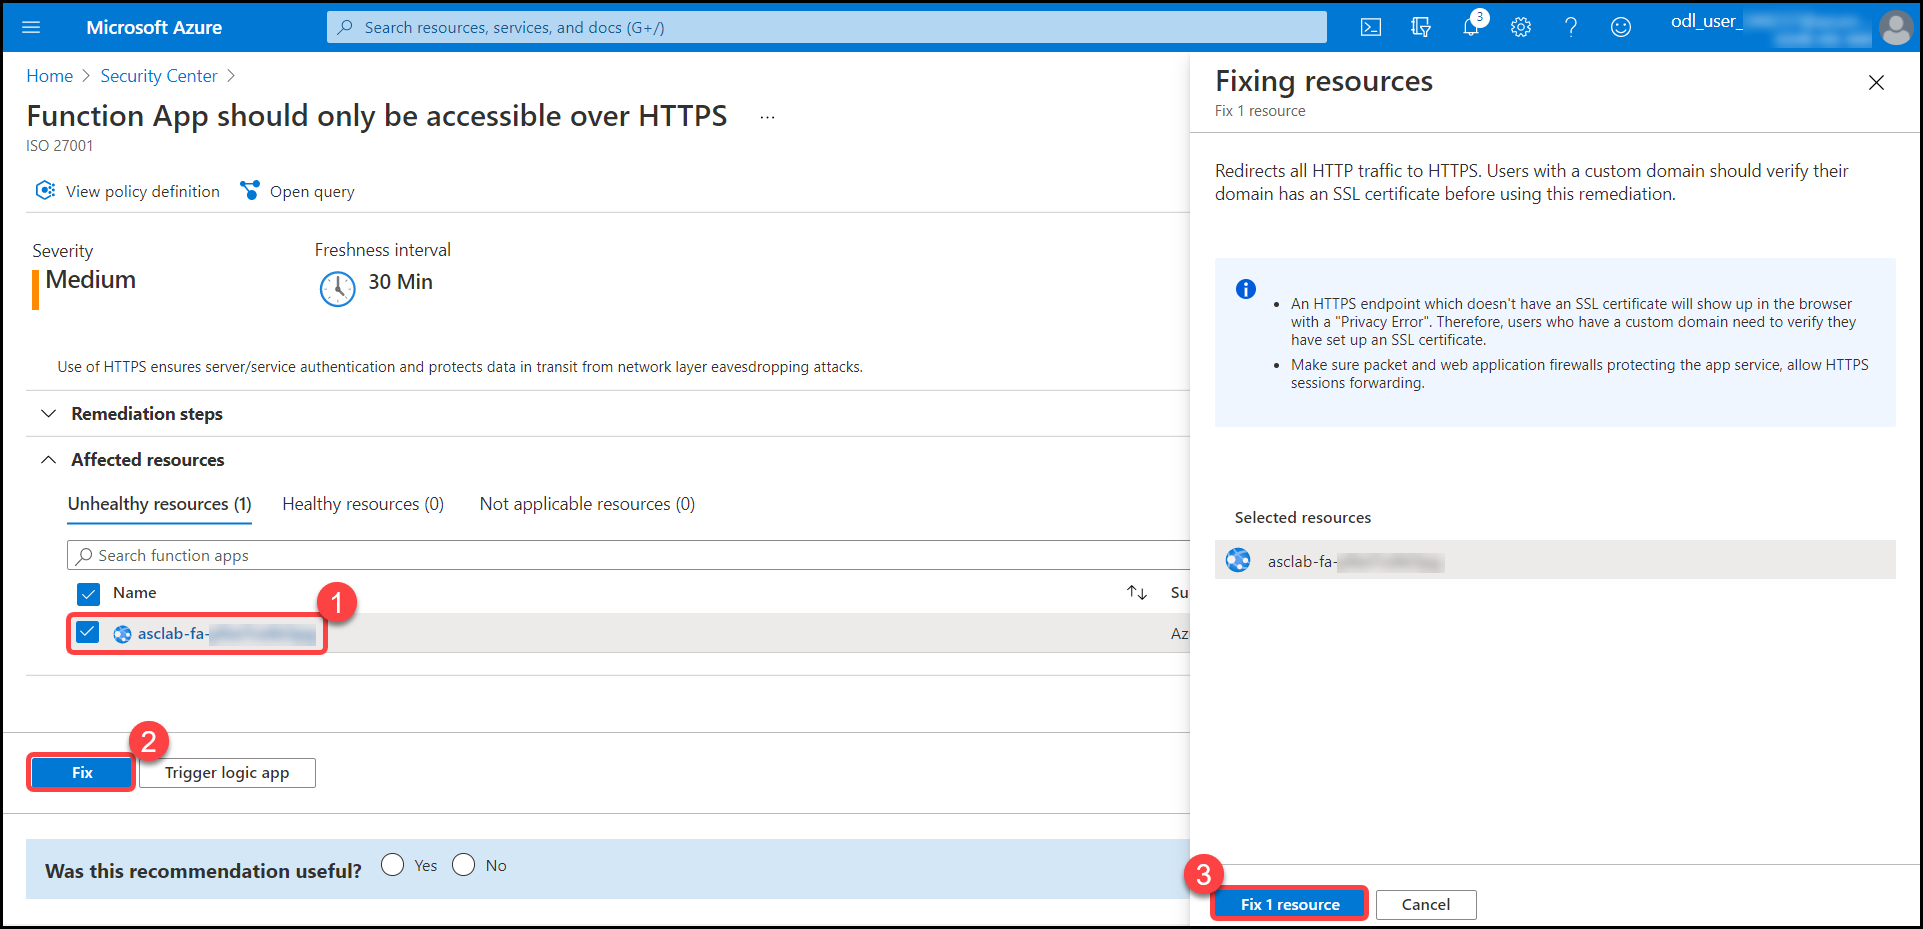 Microsoft Azure
Search resources, services, and docs (G+/)
3
odl_user_
Home > Security Center >
Function App should only be accessible over HTTPS ...
ISO 27001
View policy definition
Open query
Severity
Medium
Freshness interval
30 Min
Use of HTTPS ensures server/service authentication and protects data in transit from network layer eavesdropping attacks.
Remediation steps
Affected resources
Unhealthy resources (1)
Healthy resources (0)
Not applicable resources (0)
Search function apps
Name
Su
1
asclab-fa-
Az
2
Fix
Trigger logic app
Was this recommendation useful?
Yes
No
Fixing resources
Fix 1 resource
Redirects all HTTP traffic to HTTPS. Users with a custom domain should verify their
domain has an SSL certificate before using this remediation.
• An HTTPS endpoint which doesn't have an SSL certificate will show up in the browser
with a "Privacy Error". Therefore, users who have a custom domain need to verify they
have set up an SSL certificate.
• Make sure packet and web application firewalls protecting the app service, allow HTTPS
sessions forwarding.
Selected resources
asclab-fa-
3
Fix 1 resource
Cancel